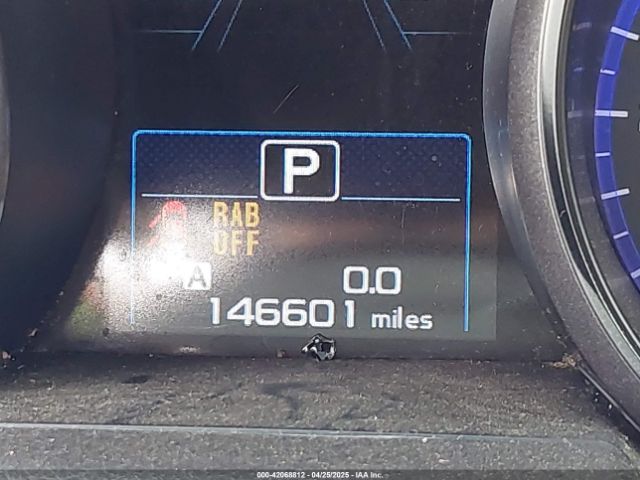 P
RAB
OFF
A 0.0
146601 miles
000-42068812 - 04/25/2025 - IAA Inc.